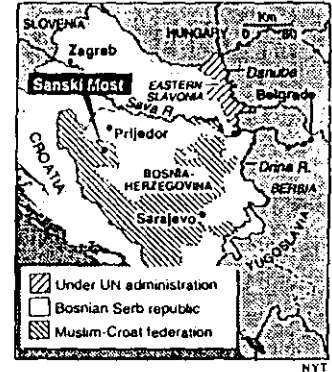 SLOVENIA
HUNGARY
Km
0 80
Zagreb
Danube
Sanski Most
EASTERN
SLAVONIA
Belgrade
Sava R.
Prijedor
CROATIA
BOSNIA-
HERZEGOVINA
Drina R.
SERBIA
Sarajevo
YUGOSLAVIA
Under UN administration
Bosnian Serb republic
Muslim-Croat federation
NYT